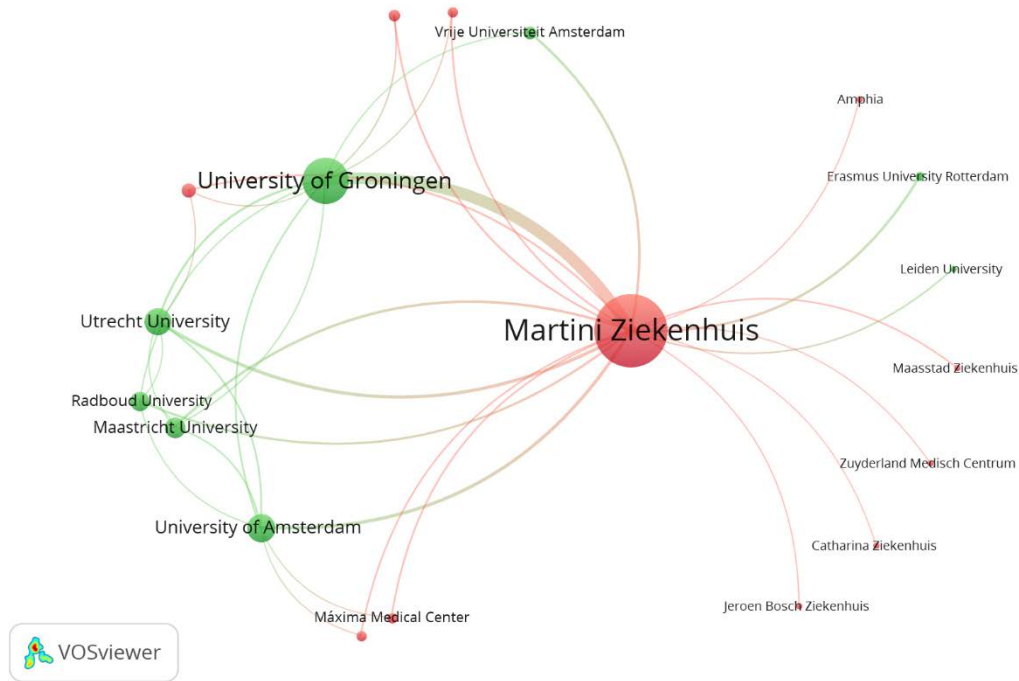 Vrije Universiteit Amsterdam
Amphia
University of Groningen
Erasmus University Rotterdam
Leiden University
Utrecht University
Martini Ziekenhuis
Maasstad Ziekenhuis
Radboud University
Maastricht University
Zuyderland Medisch Centrum
University of Amsterdam
Catharina Ziekenhuis
Jeroen Bosch Ziekenhuis
Máxima Medical Center
VOSviewer